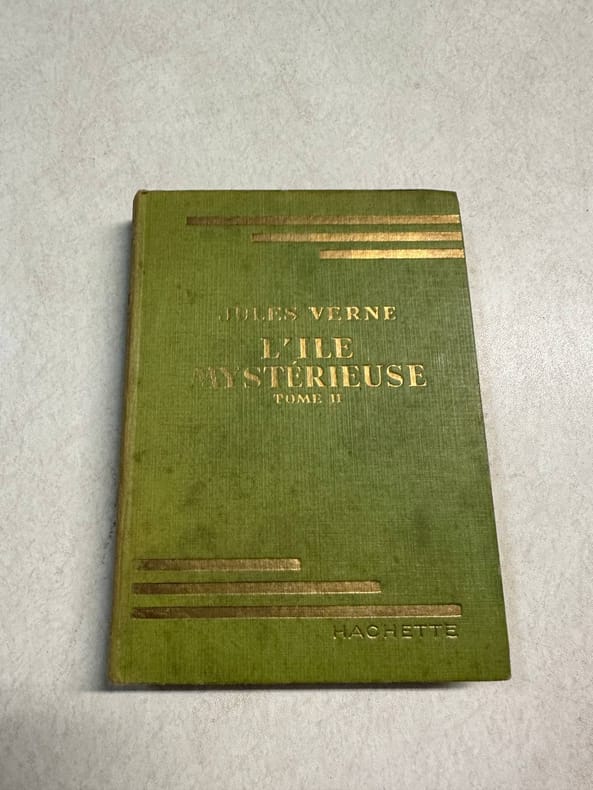 JULES VERNE
L'ILE
MYSTÉRIEUSE
TOME II
HACHETTE